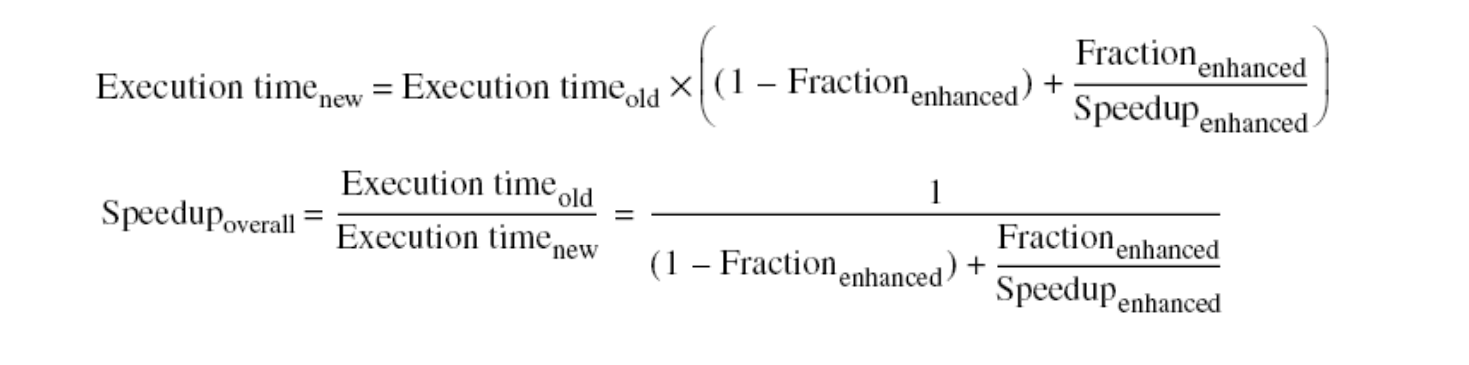 Execution time_new = Execution time_old × ((1 – Fraction_enhanced) + Fraction_enhanced / Speedup_enhanced)
Speedup_overall = Execution time_old / Execution time_new = 1 / ((1 – Fraction_enhanced) + Fraction_enhanced / Speedup_enhanced)